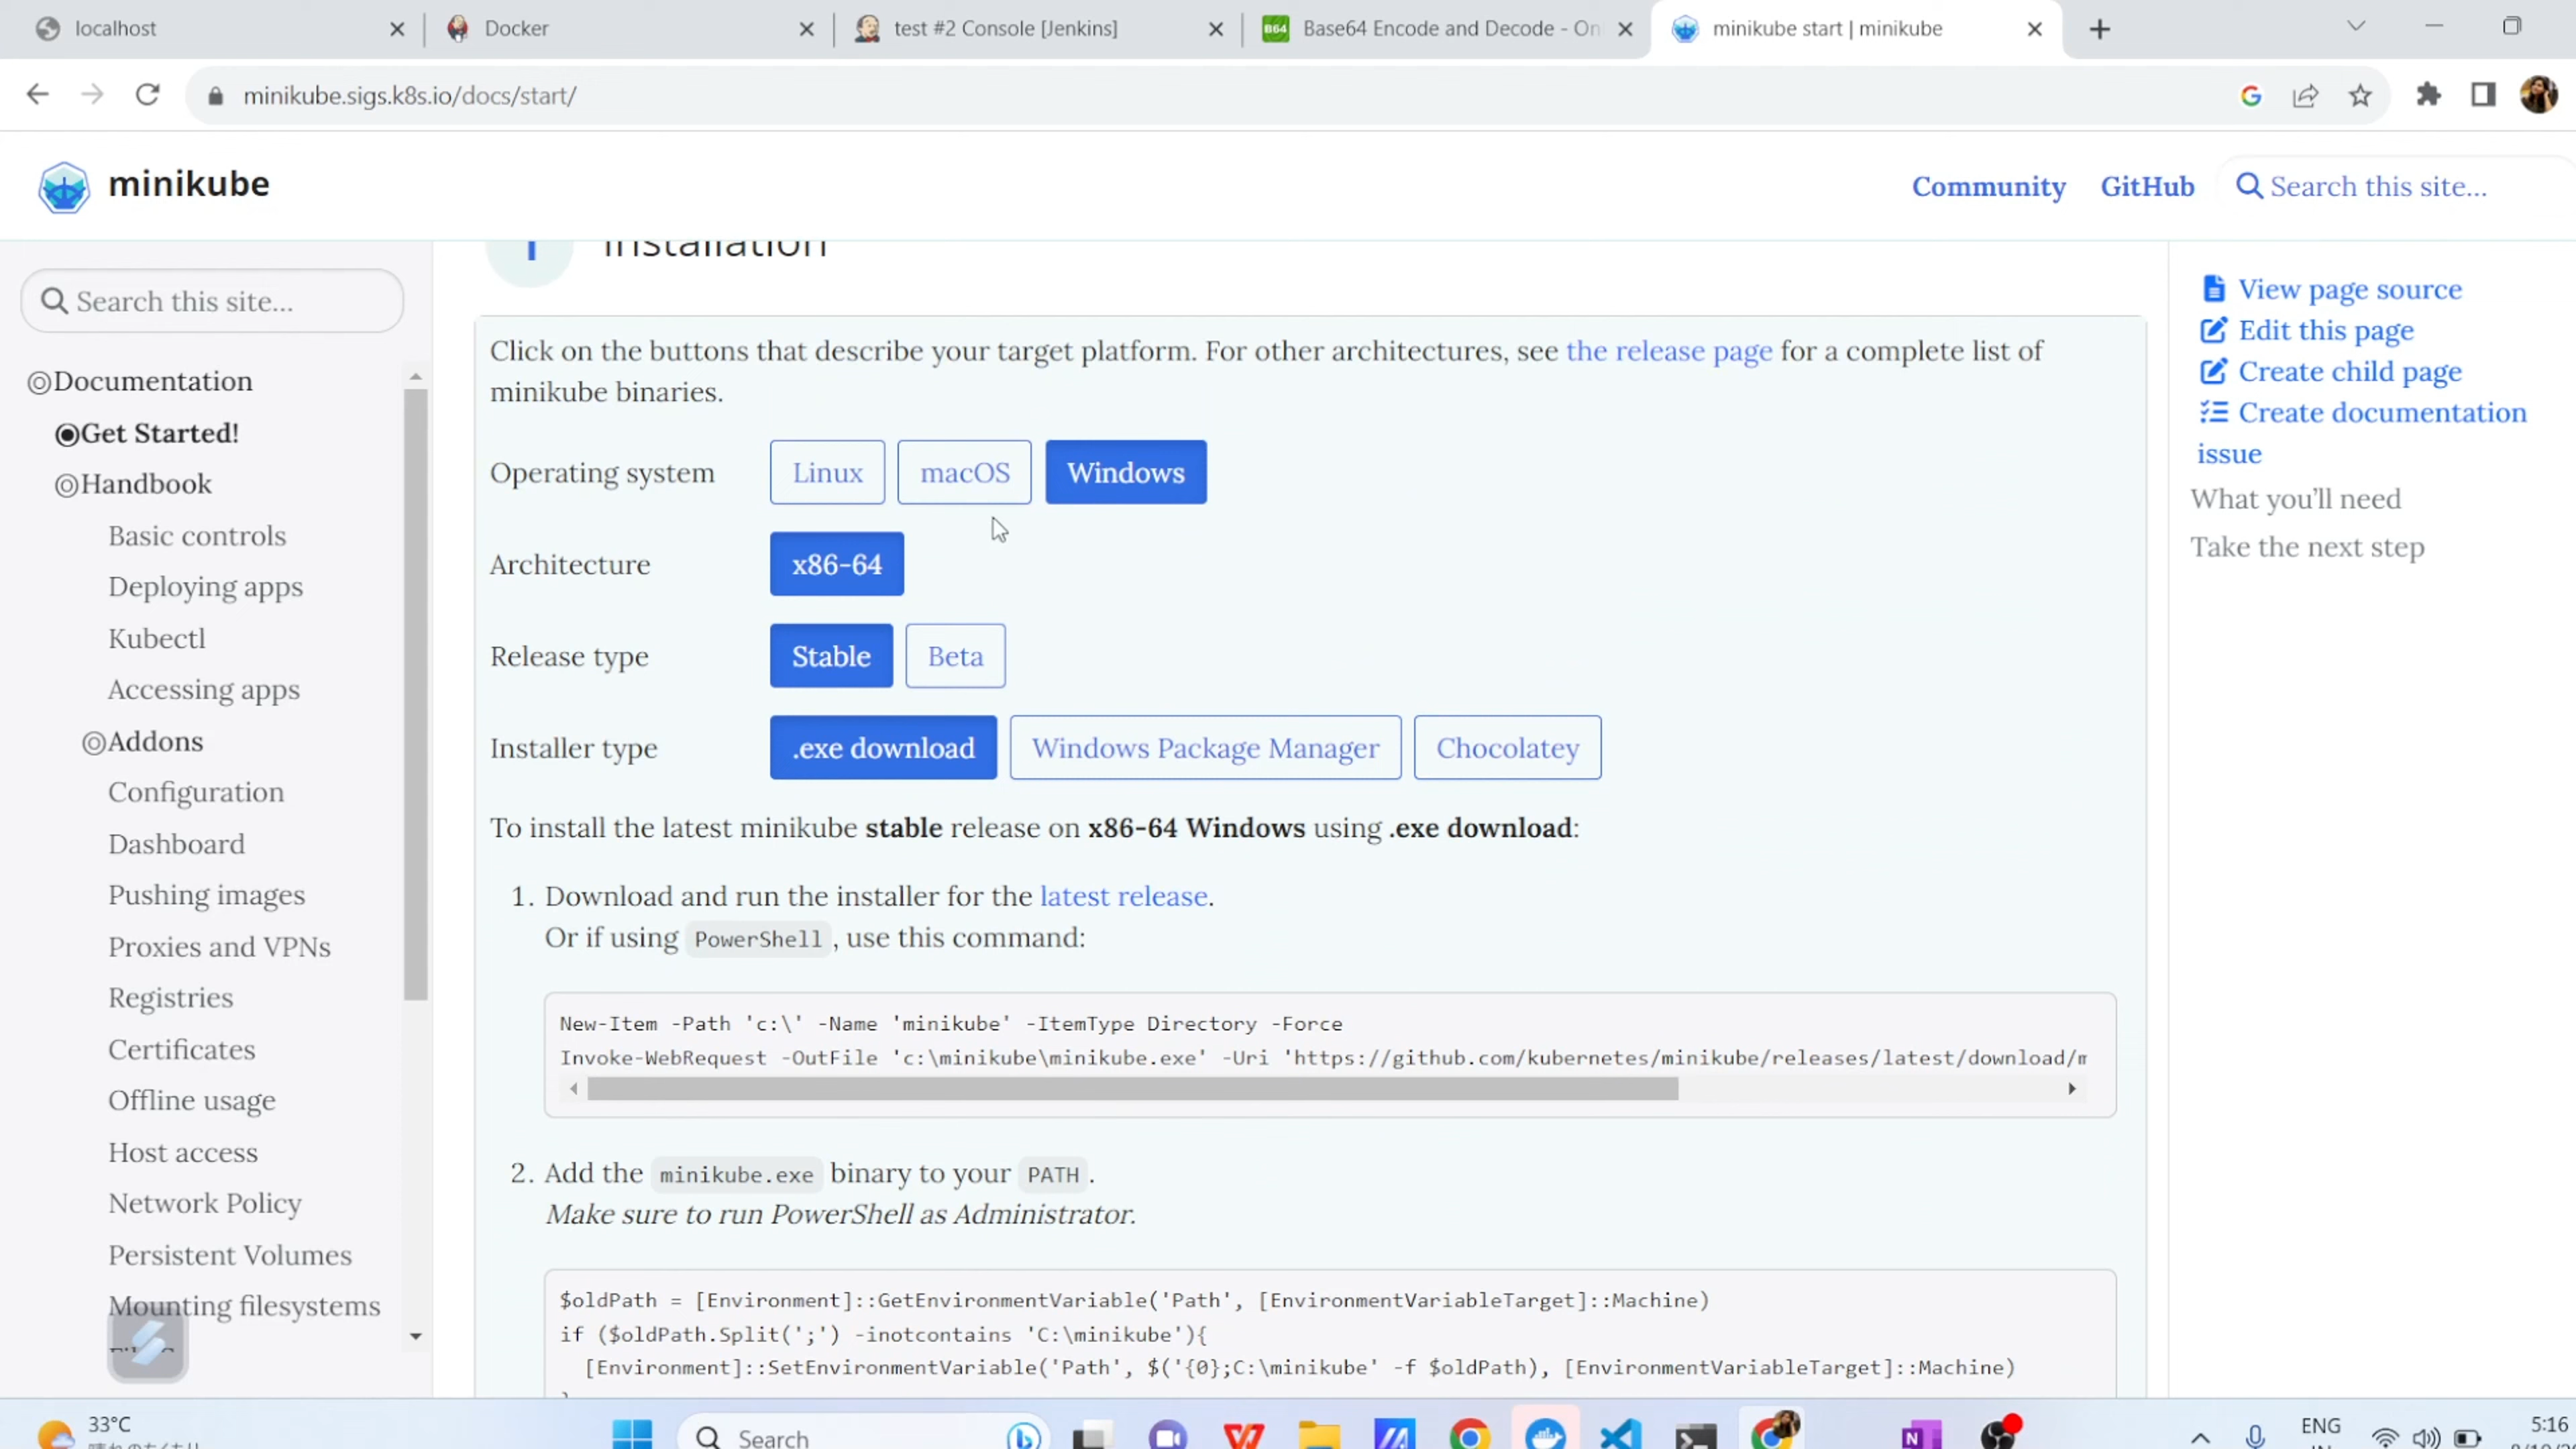 localhost
Docker
test #2 Console [Jenkins]
B64 Base64 Encode and Decode - On
minikube start | minikube
minikube.sigs.k8s.io/docs/start/
minikube
Community
GitHub
Search this site...
Installation
Search this site...
Documentation
Get Started!
Handbook
Basic controls
Deploying apps
Kubectl
Accessing apps
Addons
Configuration
Dashboard
Pushing images
Proxies and VPNs
Registries
Certificates
Offline usage
Host access
Network Policy
Persistent Volumes
Mounting filesystems
Click on the buttons that describe your target platform. For other architectures, see the release page for a complete list of
minikube binaries.
Operating system Linux macOS Windows
Architecture x86-64
Release type Stable Beta
Installer type .exe download Windows Package Manager Chocolatey
To install the latest minikube stable release on x86-64 Windows using .exe download:
1. Download and run the installer for the latest release.
Or if using PowerShell, use this command:
New-Item -Path 'c:\' -Name 'minikube' -ItemType Directory -Force
Invoke-WebRequest -OutFile 'c:\minikube\minikube.exe' -Uri 'https://github.com/kubernetes/minikube/releases/latest/download/m
2. Add the minikube.exe binary to your PATH.
Make sure to run PowerShell as Administrator.
$oldPath = [Environment]::GetEnvironmentVariable('Path', [EnvironmentVariableTarget]::Machine)
if ($oldPath.Split(';') -inotcontains 'C:\minikube'){
[Environment]::SetEnvironmentVariable('Path', $('{0};C:\minikube' -f $oldPath), [EnvironmentVariableTarget]::Machine)
View page source
Edit this page
Create child page
Create documentation
issue
What you'll need
Take the next step
33°C
Search
ENG
5:16